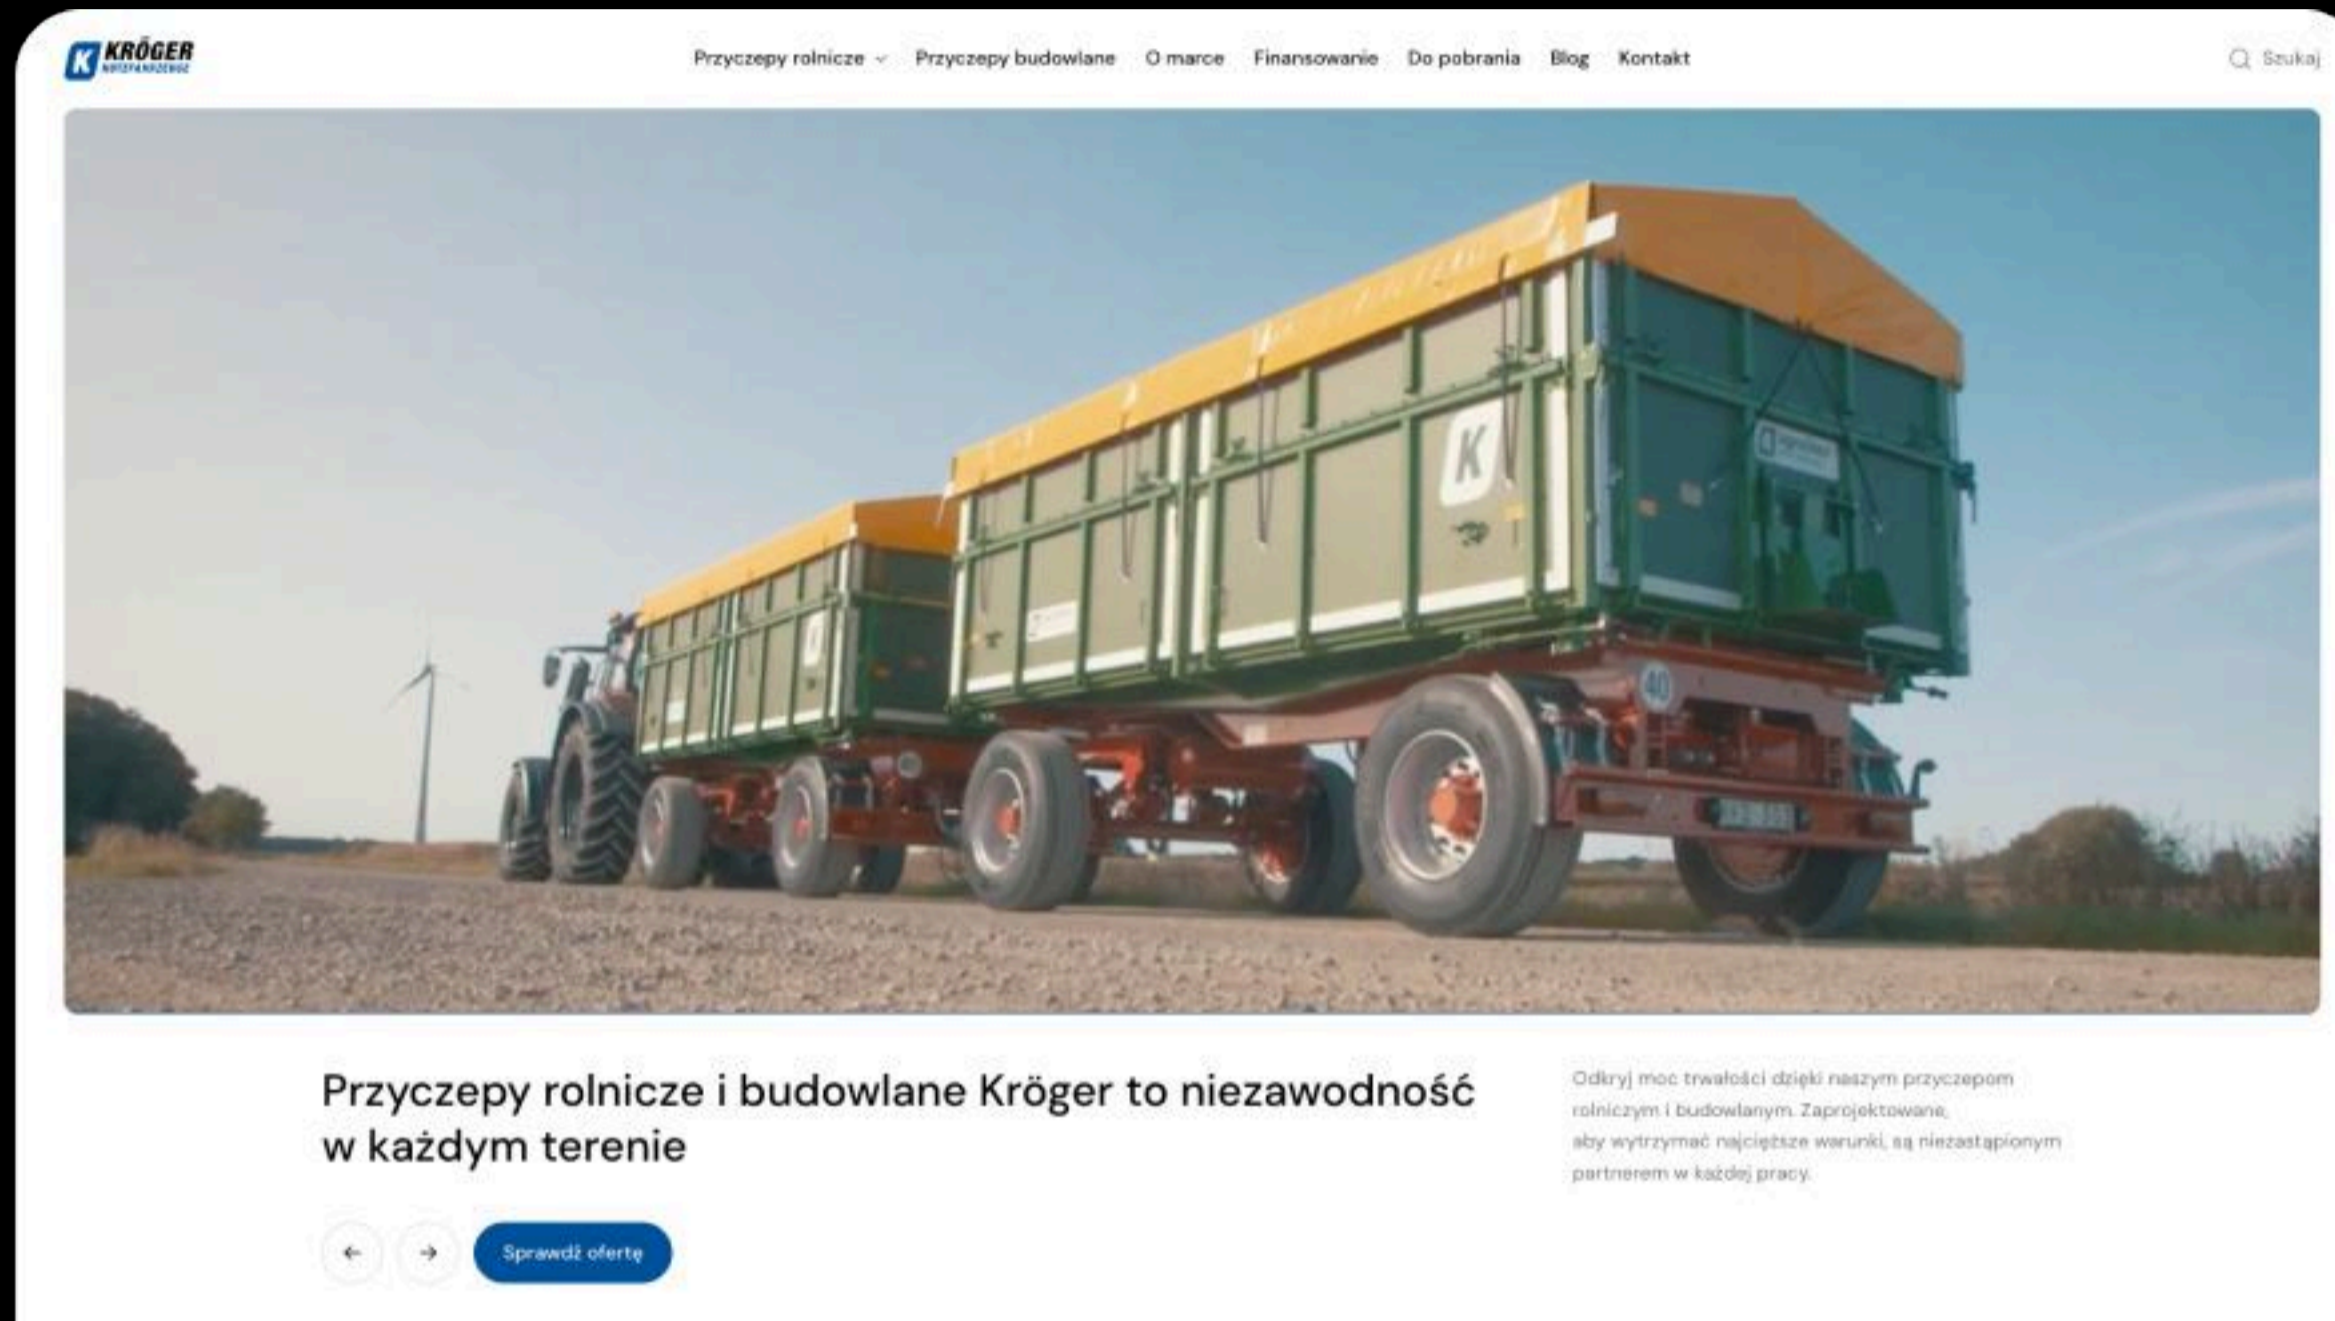 KRÖGER
NUTZFAHRZEUGE
Przyczepy rolnicze
Przyczepy budowlane
O marce
Finansowanie
Do pobrania
Blog
Kontakt
Szukaj
K
40
Przyczepy rolnicze i budowlane Kröger to niezawodność
w każdym terenie
Odkryj moc trwałości dzięki naszym przyczepom
rolniczym i budowlanym. Zaprojektowane,
aby wytrzymać najcięższe warunki, są niezastąpionym
partnerem w każdej pracy.
Sprawdź ofertę